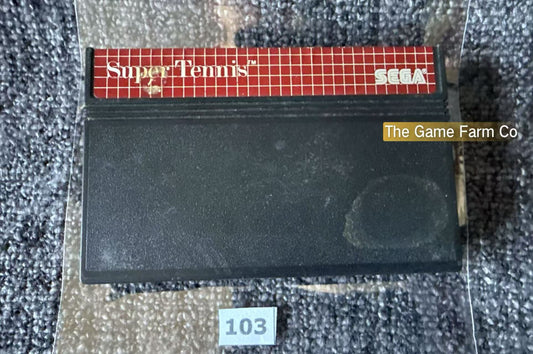 Super Tennis™
SEGA®
The Game Farm Co
103